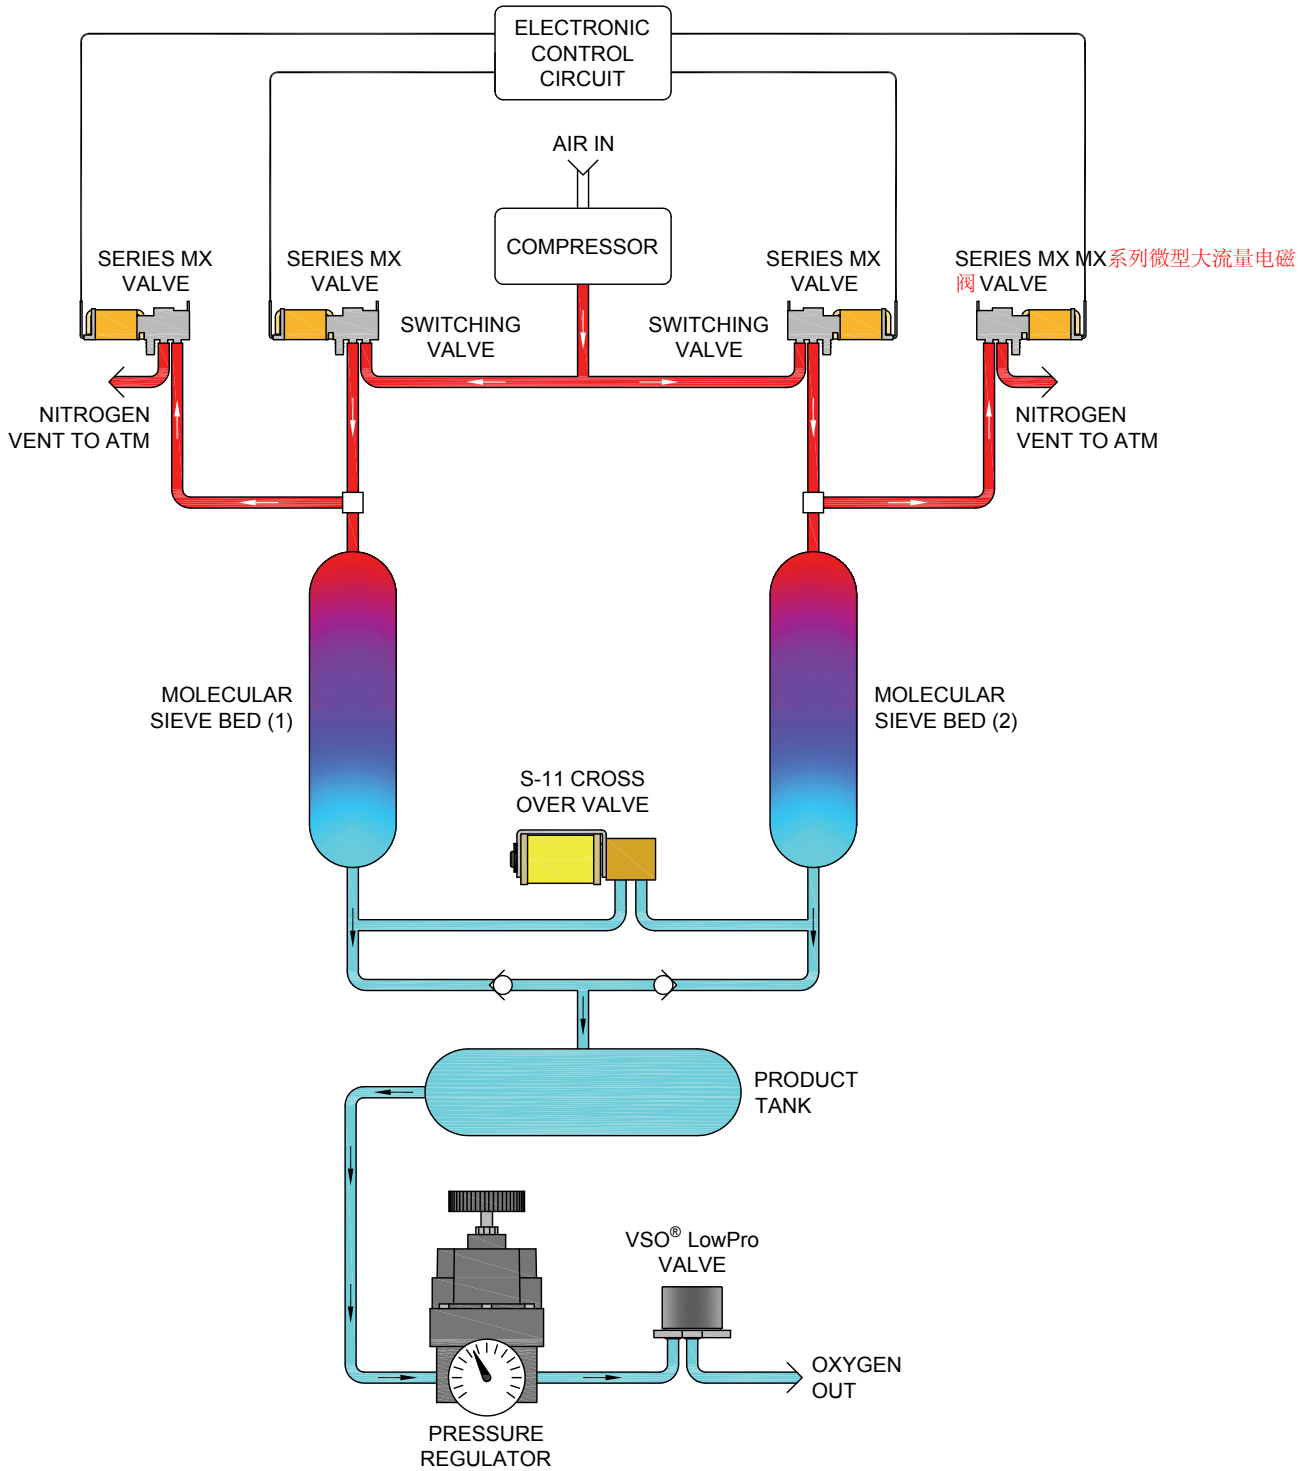 ELECTRONIC
CONTROL
CIRCUIT
AIR IN
COMPRESSOR
SERIES MX
VALVE
SERIES MX
VALVE
SERIES MX
VALVE
SERIES MX MX系列微型大流量电磁
阀 VALVE
SWITCHING
VALVE
SWITCHING
VALVE
NITROGEN
VENT TO ATM
NITROGEN
VENT TO ATM
MOLECULAR
SIEVE BED (1)
MOLECULAR
SIEVE BED (2)
S-11 CROSS
OVER VALVE
PRODUCT
TANK
VSO® LowPro
VALVE
OXYGEN
OUT
PRESSURE
REGULATOR